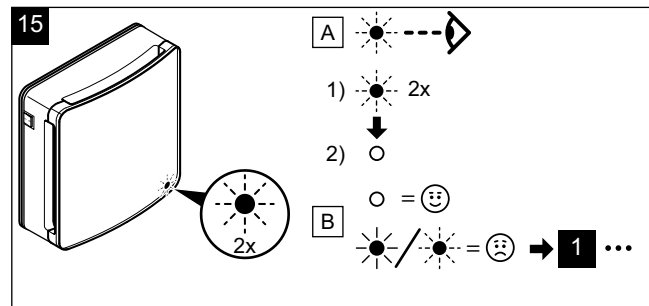 15
A
1) 2x
2)
2x
B
= 
= 1 ...